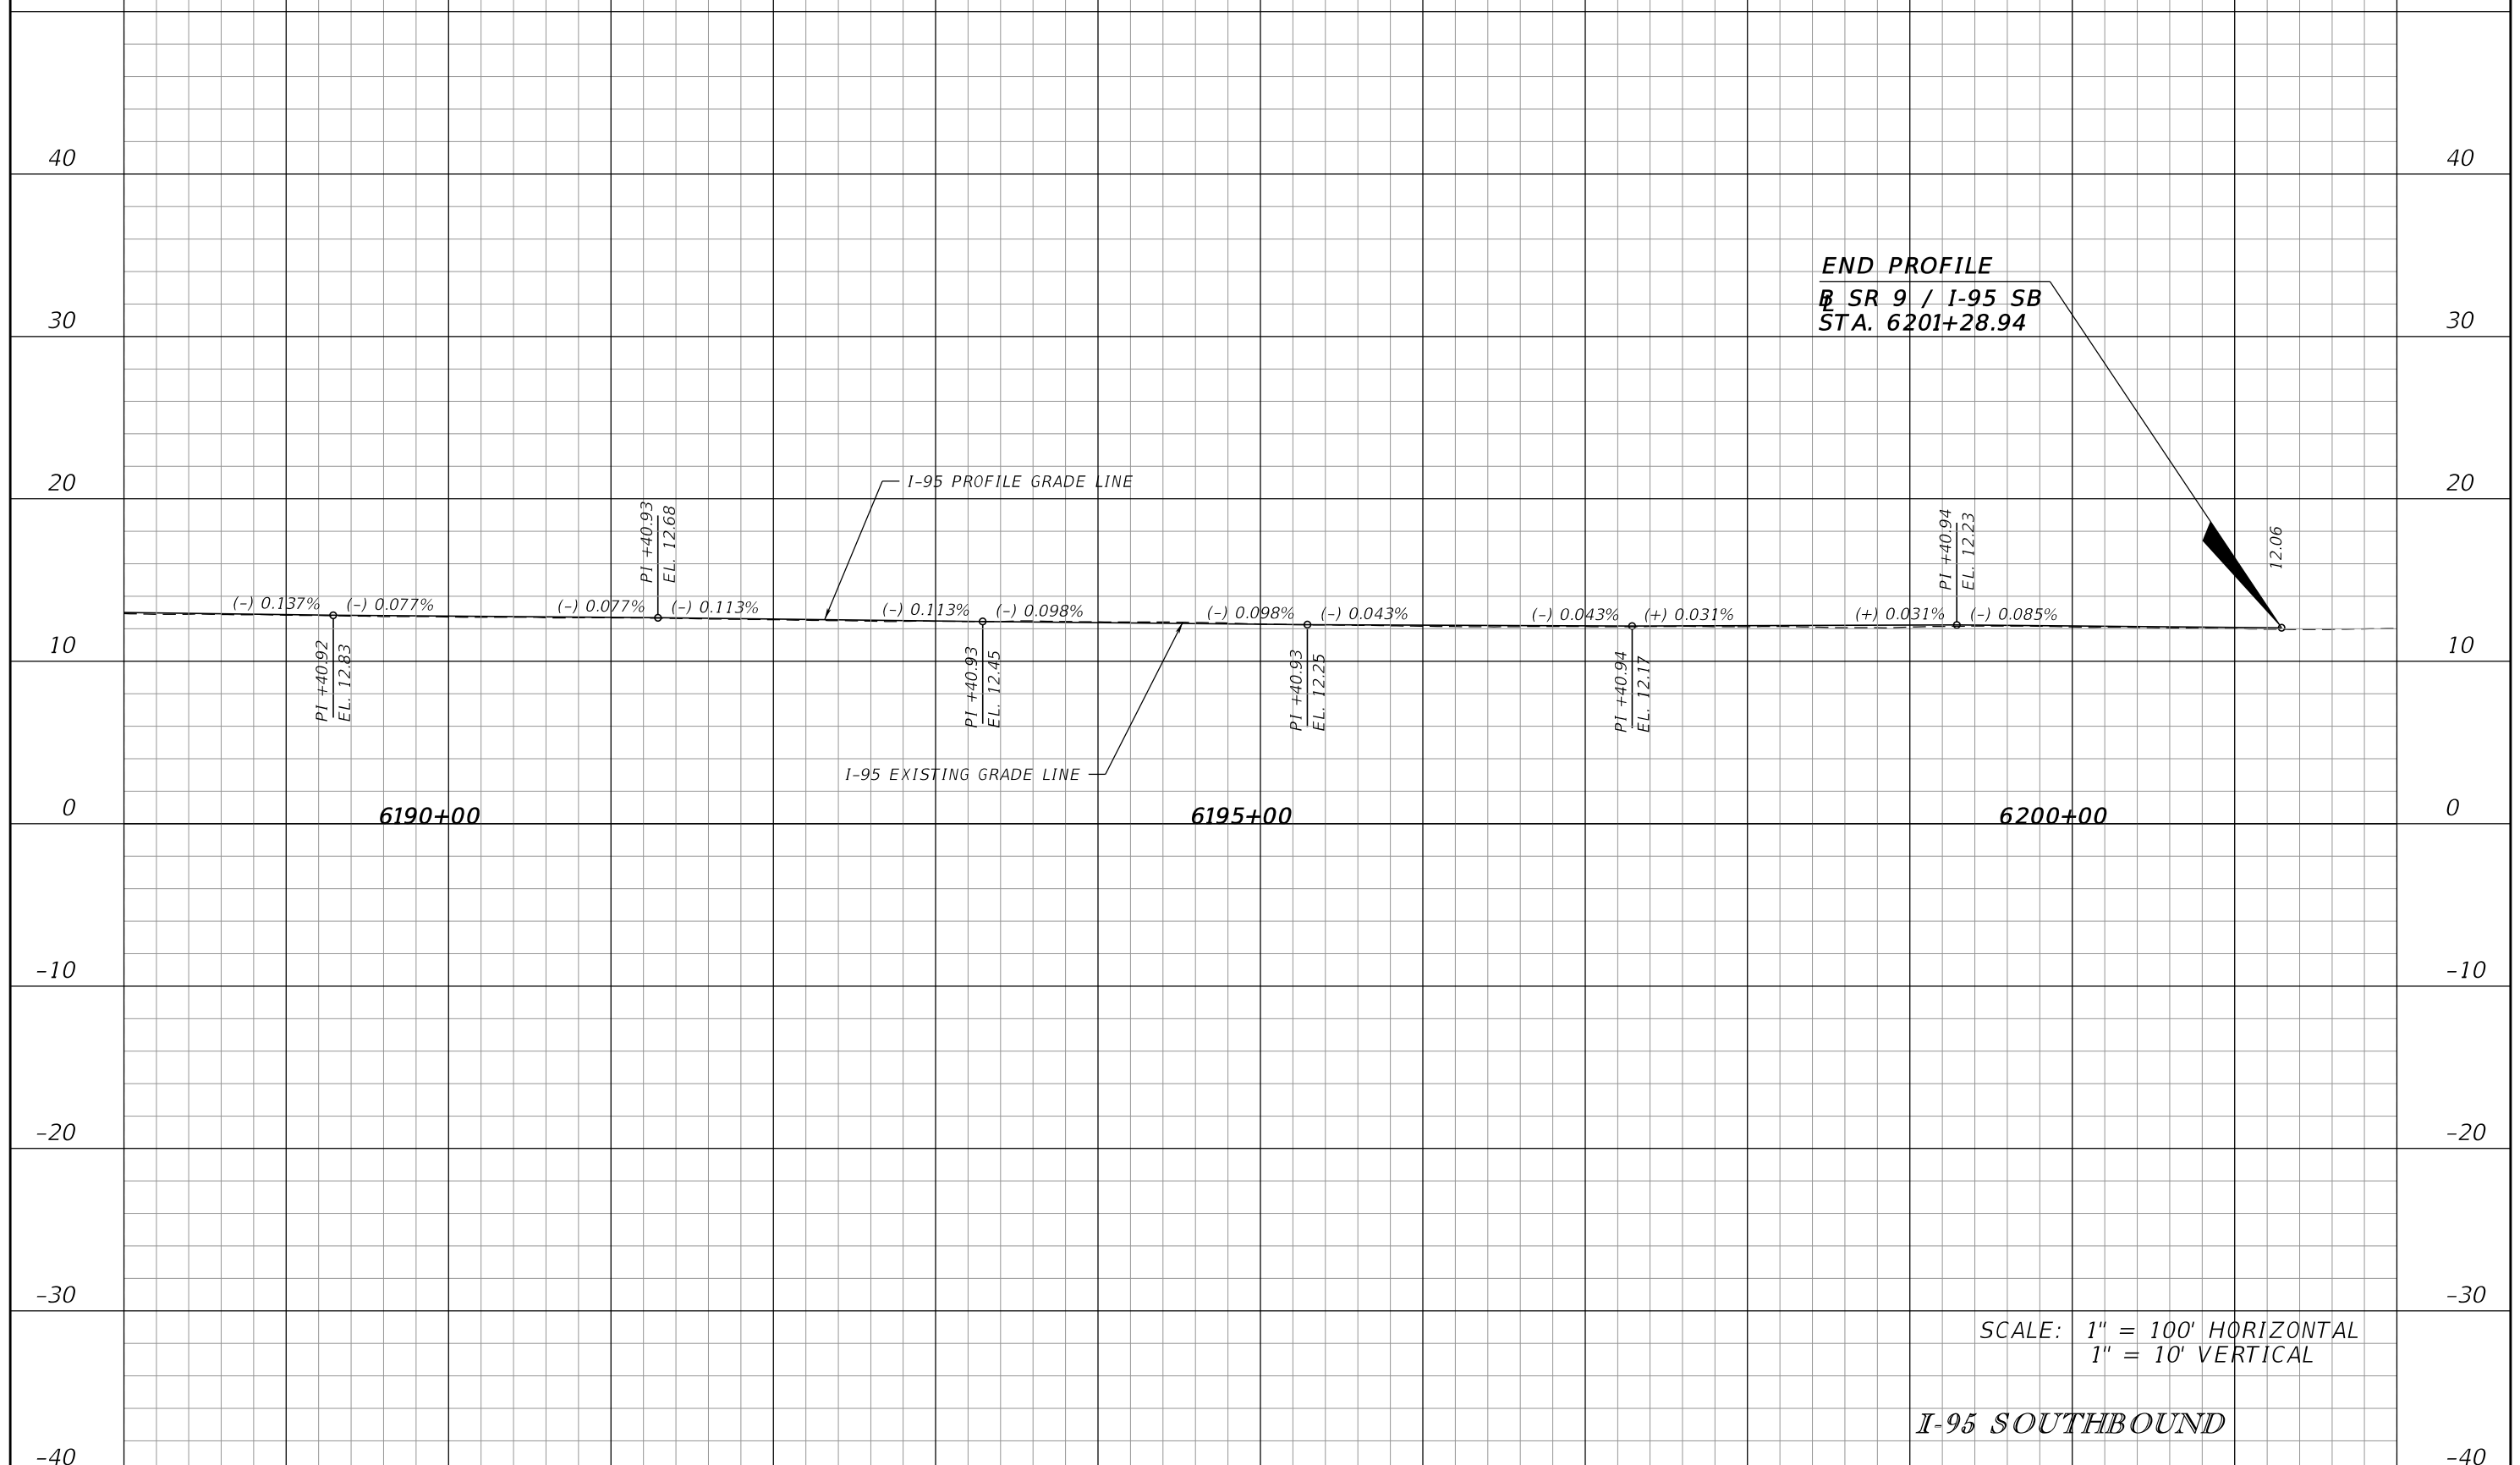 40
40
END PROFILE
B
L SR 9 / I-95 SB
STA. 6201+28.94
30
30
20
20
I-95 PROFILE GRADE LINE
PI +40.93
EL. 12.68
PI +40.94
EL. 12.23
12.06
(-) 0.137%
(-) 0.077%
(-) 0.077%
(-) 0.113%
(-) 0.113%
(-) 0.098%
(-) 0.098%
(-) 0.043%
(-) 0.043%
(+) 0.031%
(+) 0.031%
(-) 0.085%
10
10
PI +40.92
EL. 12.83
PI +40.93
EL. 12.45
PI +40.93
EL. 12.25
PI +40.94
EL. 12.17
I-95 EXISTING GRADE LINE
0
6190+00
6195+00
6200+00
0
-10
-10
-20
-20
-30
-30
SCALE: 1" = 100' HORIZONTAL
1" = 10' VERTICAL
I-95 SOUTHBOUND
-40
-40